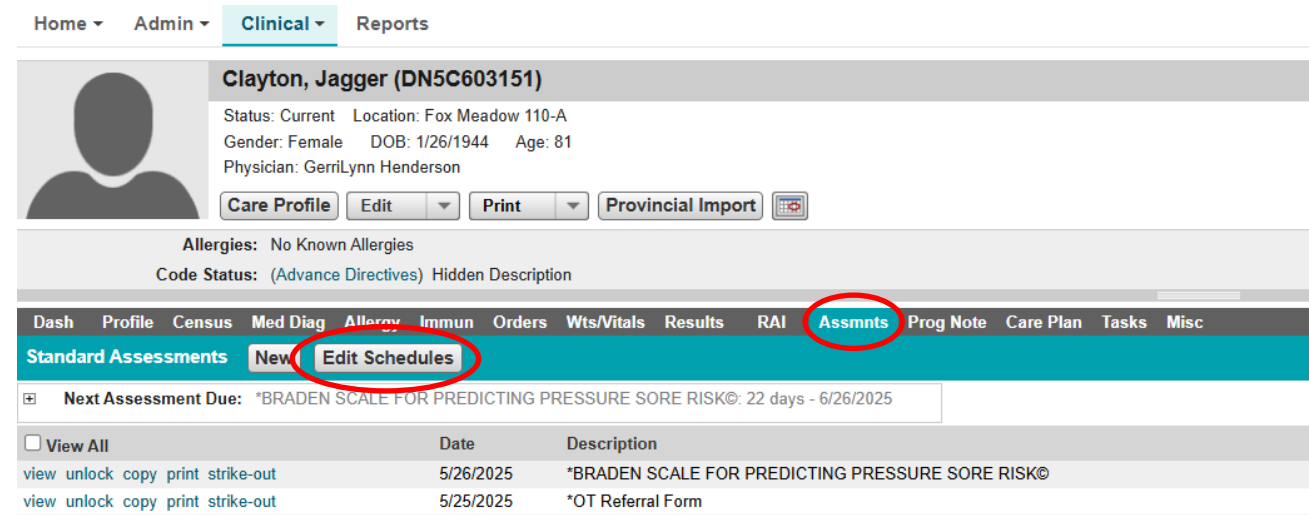 Home Admin Clinical Reports
Clayton, Jagger (DN5C603151)
Status: Current Location: Fox Meadow 110-A
Gender: Female DOB: 1/26/1944 Age: 81
Physician: GerriLynn Henderson
Care Profile Edit Print Provincial Import
Allergies: No Known Allergies
Code Status: (Advance Directives) Hidden Description
Dash Profile Census Med Diag Allergy Immun Orders Wts/Vitals Results RAI Assmnts Prog Note Care Plan Tasks Misc
Standard Assessments New Edit Schedules
Next Assessment Due: *BRADEN SCALE FOR PREDICTING PRESSURE SORE RISK©: 22 days - 6/26/2025
View All Date Description
view unlock copy print strike-out 5/26/2025 *BRADEN SCALE FOR PREDICTING PRESSURE SORE RISK©
view unlock copy print strike-out 5/25/2025 *OT Referral Form